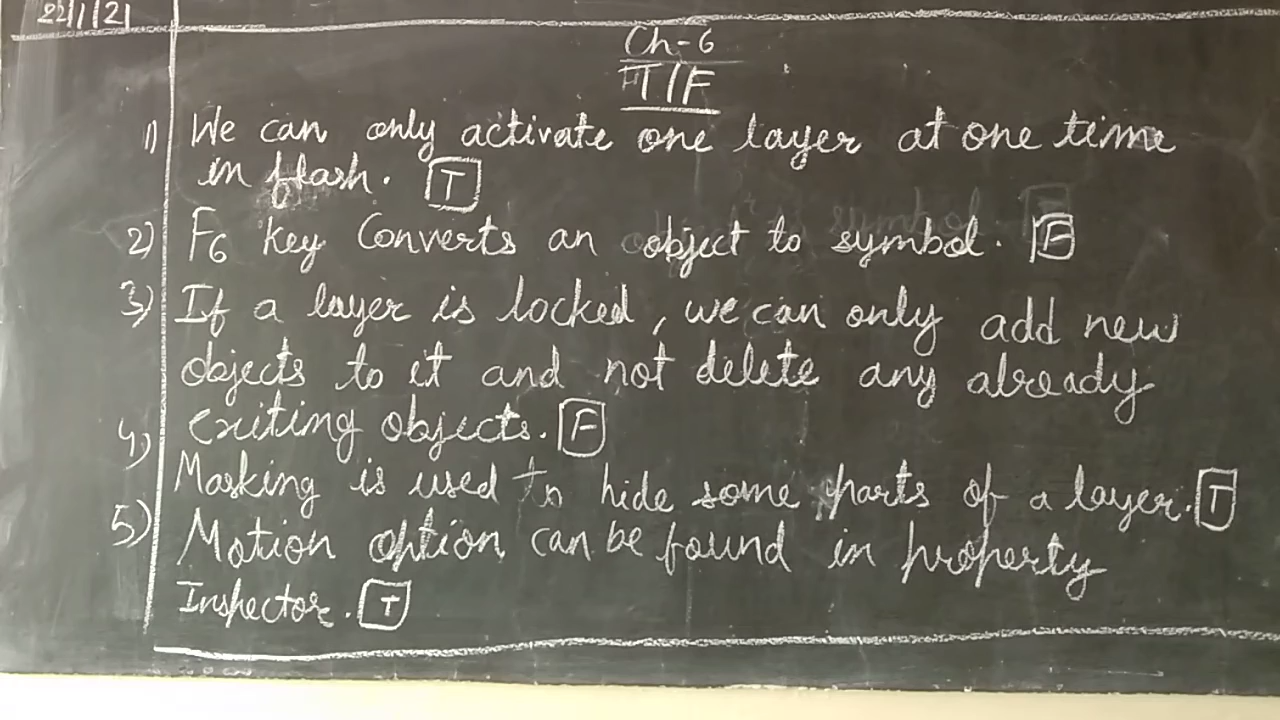 22/1/21
Ch-6
T/F
1) We can only activate one layer at one time
in flash. T
2) F6 key Converts an object to symbol. F
3) If a layer is locked, we can only add new
objects to it and not delete any already
exiting objects. F
4) Masking is used to hide some parts of a layer. T
5) Motion option can be found in property
Inspector. T